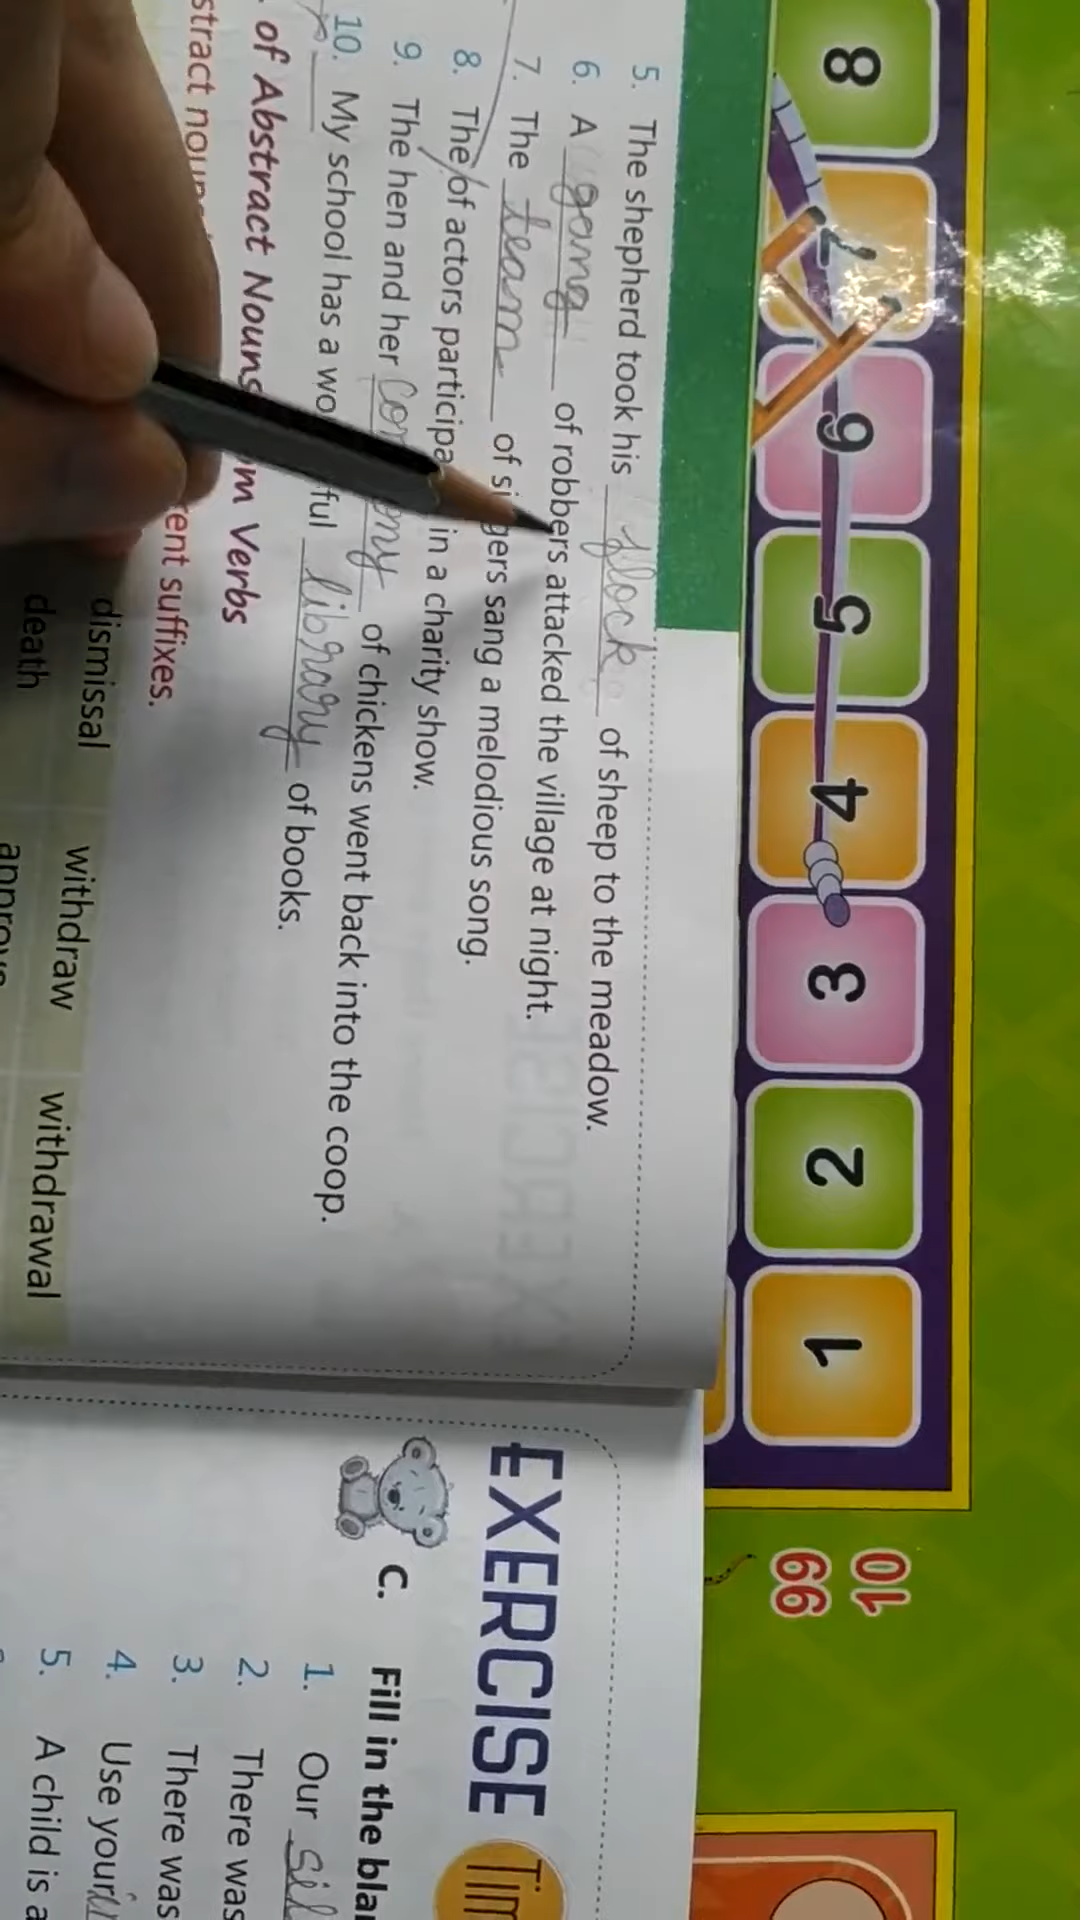 8 7 6 5 4 3 2 1
10
99
5. The shepherd took his flock of sheep to the meadow.
6. A gang of robbers attacked the village at night.
7. The team of singers sang a melodious song.
8. The of actors participa in a charity show.
9. The hen and her of chickens went back into the coop.
10. My school has a wo ful library of books.
of Abstract Nouns m Verbs
stract noun ent suffixes.
dismissal withdraw withdrawal
death approve
EXERCISE Tim
C. Fill in the bla
1. Our
2. There was
3. There was
4. Use your
5. A child is a